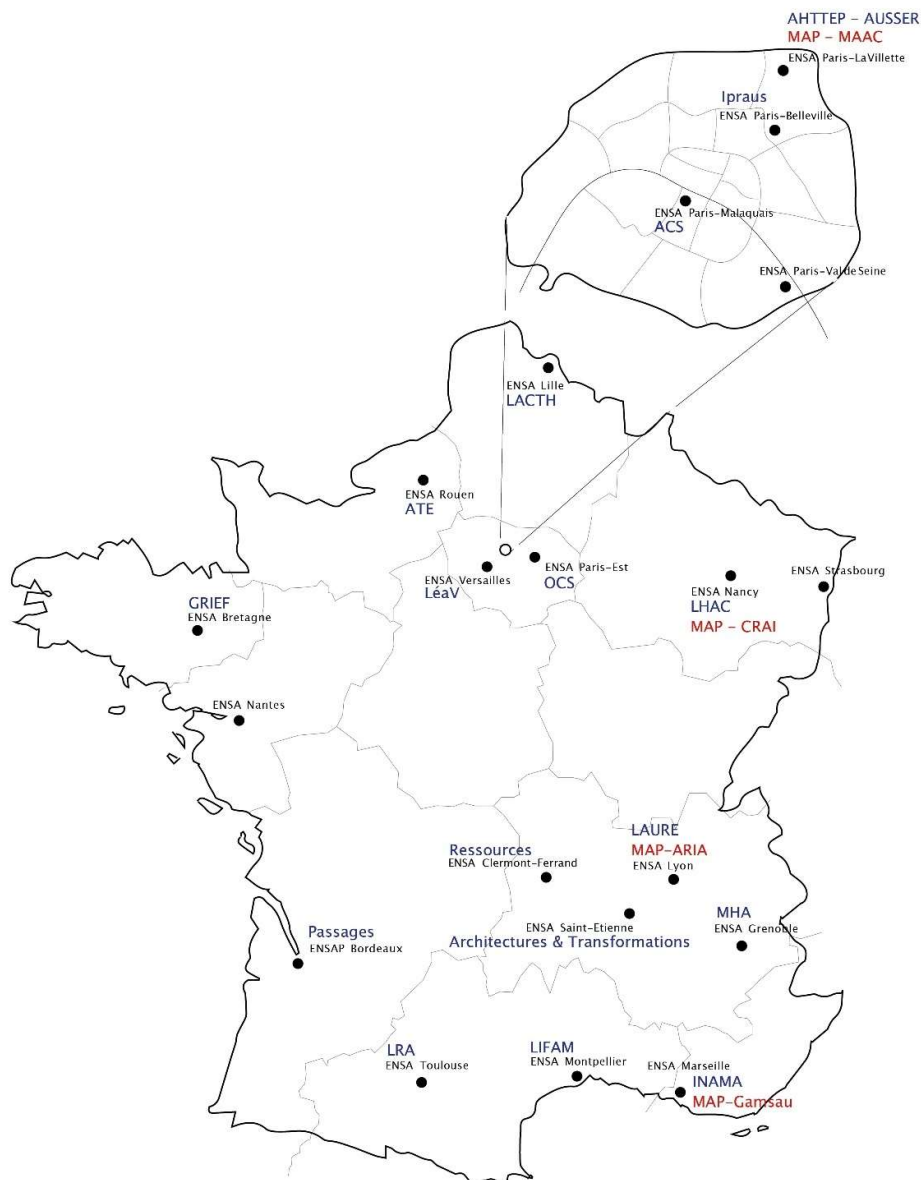 AHTTEP - AUSSER
MAP - MAAC
ENSA Paris-LaVillette
Ipraus
ENSA Paris-Belleville
ENSA Paris-Malaquais
ACS
ENSA Paris-ValdeSeine
ENSA Lille
LACTH
ENSA Rouen
ATE
ENSA Versailles
LéaV
ENSA Paris-Est
OCS
ENSA Nancy
LHAC
MAP - CRAI
ENSA Strasbourg
GRIEF
ENSA Bretagne
ENSA Nantes
Ressources
ENSA Clermont-Ferrand
LAURE
MAP-ARIA
ENSA Lyon
ENSA Saint-Etienne
Architectures & Transformations
MHA
ENSA Grenoble
Passages
ENSAP Bordeaux
LRA
ENSA Toulouse
LIFAM
ENSA Montpellier
ENSA Marseille
INAMA
MAP-Gamsau